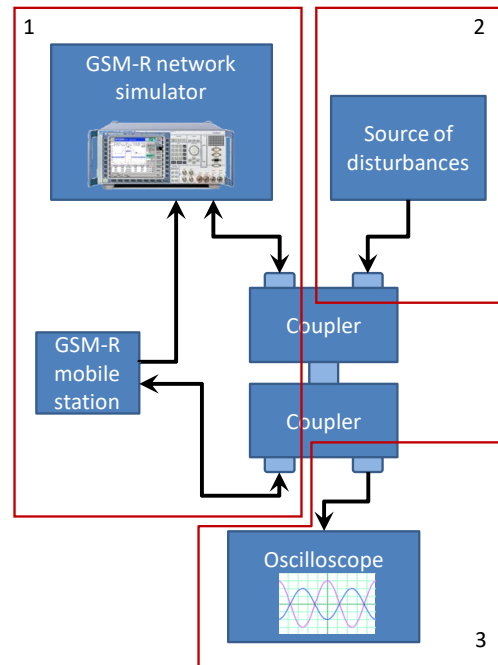 1
GSM-R network
simulator
2
Source of
disturbances
Coupler
GSM-R
mobile
station
Coupler
Oscilloscope
3